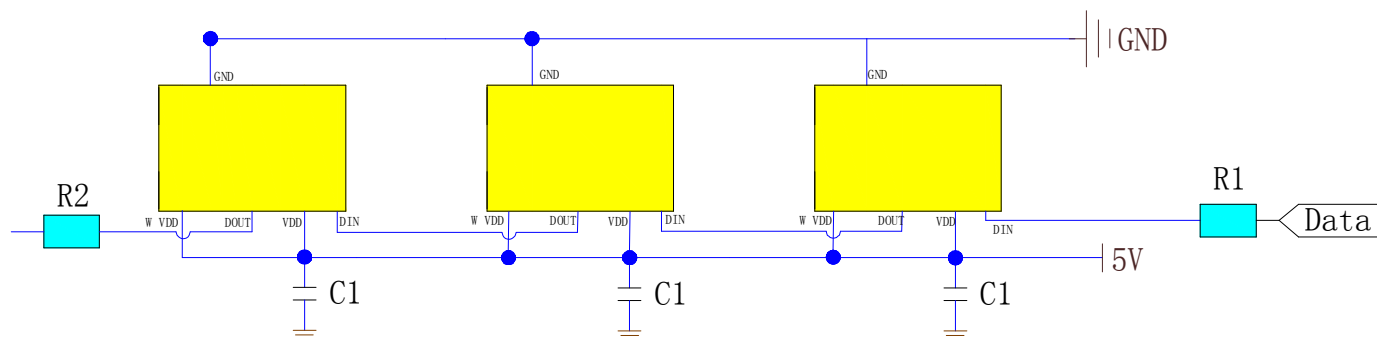 GND
GND
GND
GND
R2
W VDD
DOUT
VDD
DIN
W VDD
DOUT
VDD
DIN
W VDD
DOUT
VDD
DIN
R1
Data
5V
C1
C1
C1